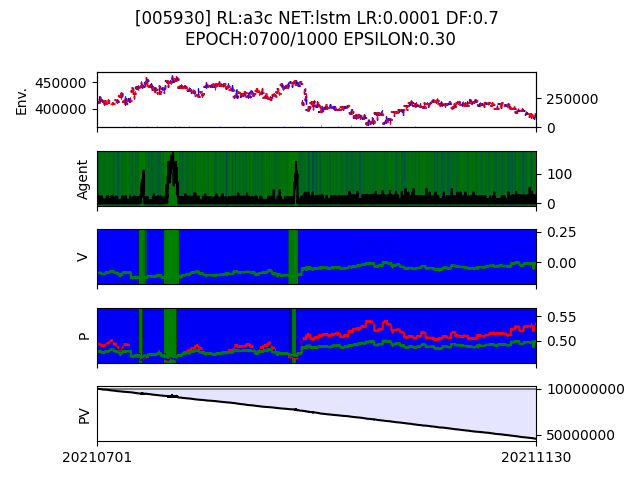 [005930] RL:a3c NET:lstm LR:0.0001 DF:0.7
EPOCH:0700/1000 EPSILON:0.30
Env.
450000
400000
250000
0
Agent
100
0
V
0.25
0.00
P
0.55
0.50
PV
100000000
50000000
20210701
20211130